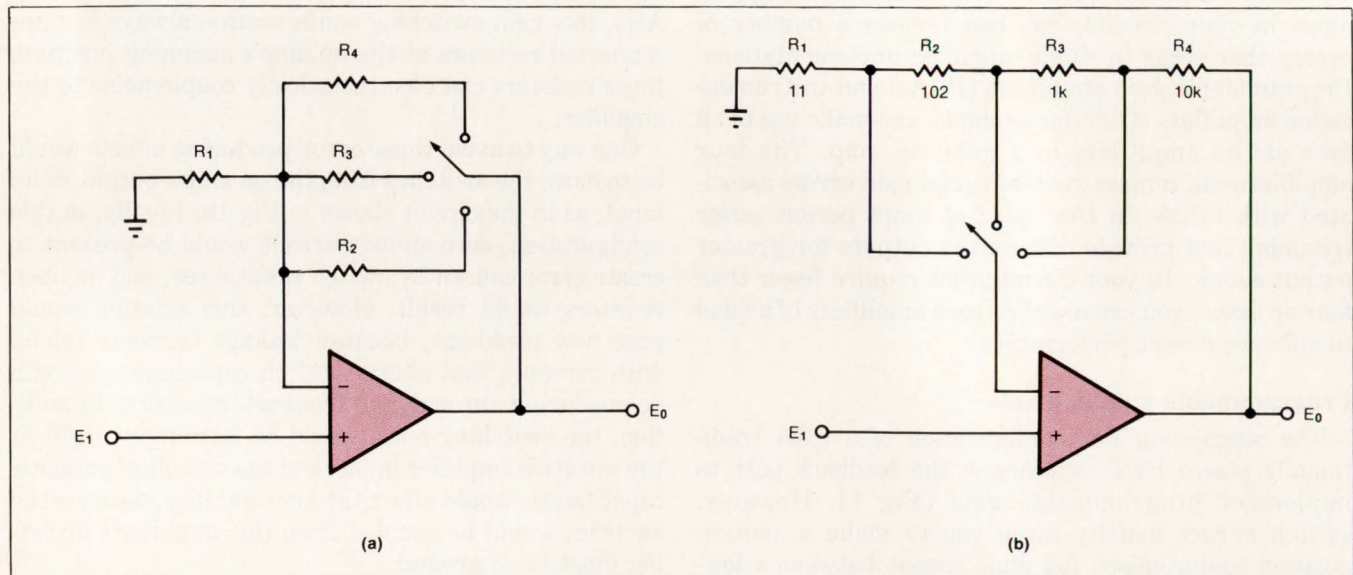 R₄
R₁
R₃
R₂
−
+
E₁
E₀
(a)
R₁
11
R₂
102
R₃
1k
R₄
10k
−
+
E₁
E₀
(b)